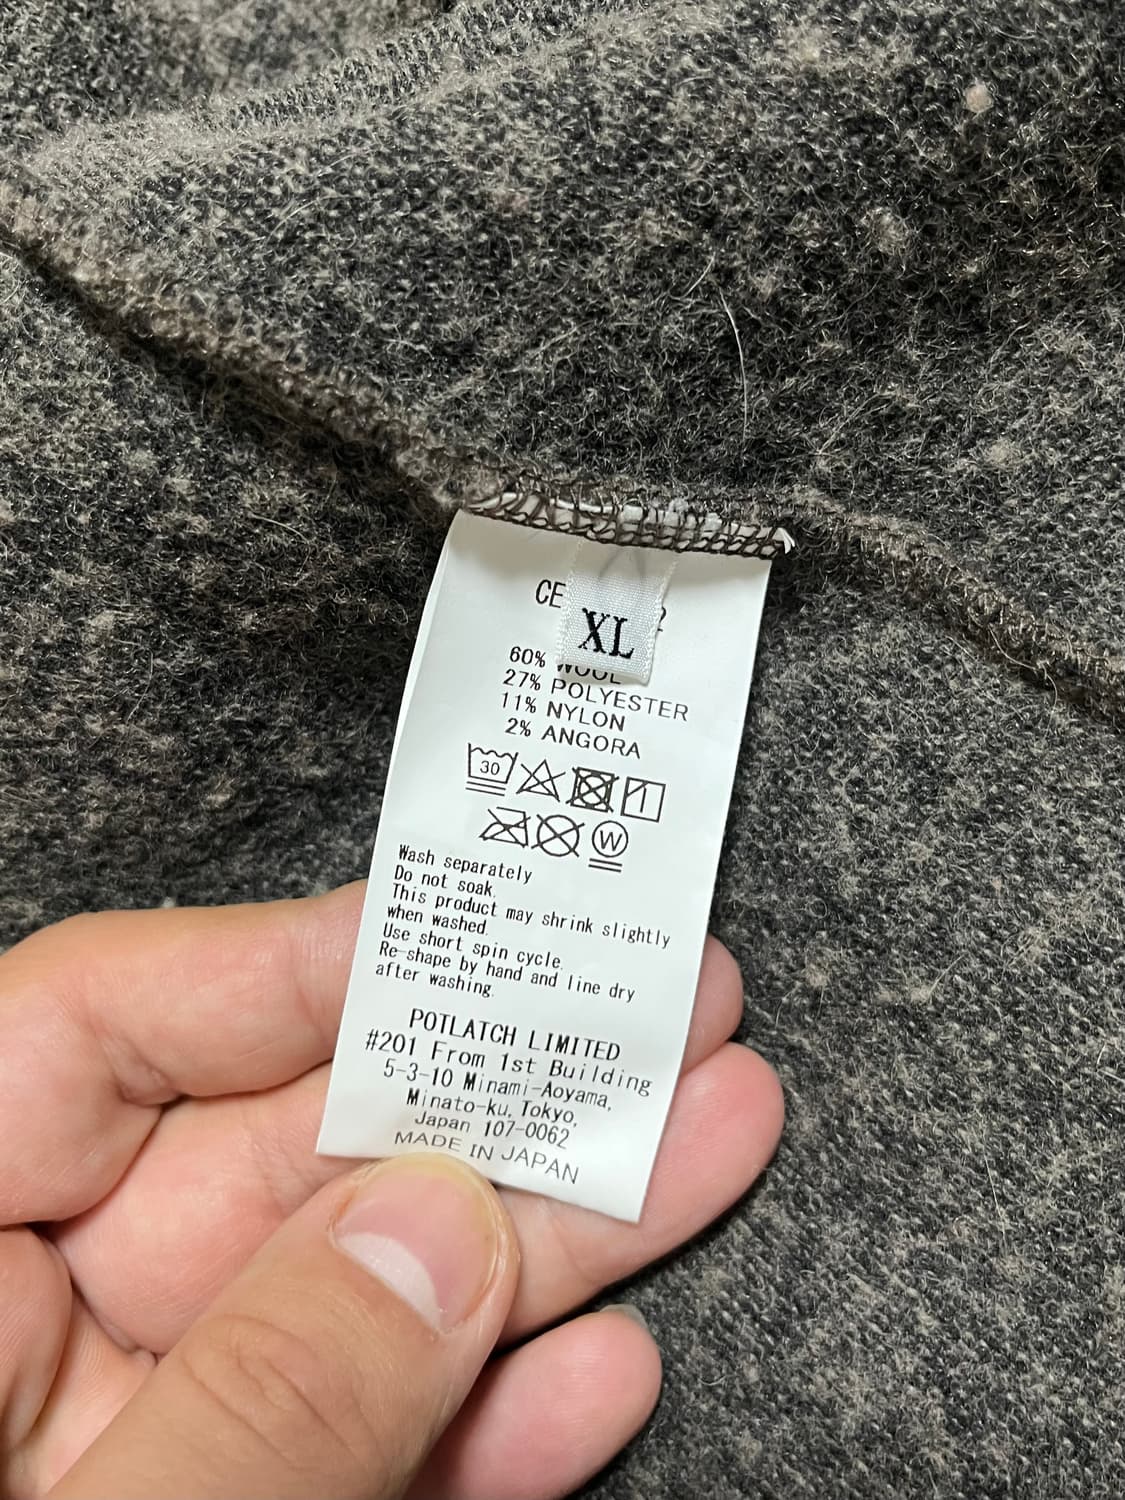 XL
60% WOOL
27% POLYESTER
11% NYLON
2% ANGORA
30
W
Wash separately
Do not soak.
This product may shrink slightly
when washed.
Use short spin cycle.
Re-shape by hand and line dry
after washing.
POTLATCH LIMITED
#201 From 1st Building
5-3-10 Minami-Aoyama,
Minato-ku, Tokyo,
Japan 107-0062
MADE IN JAPAN